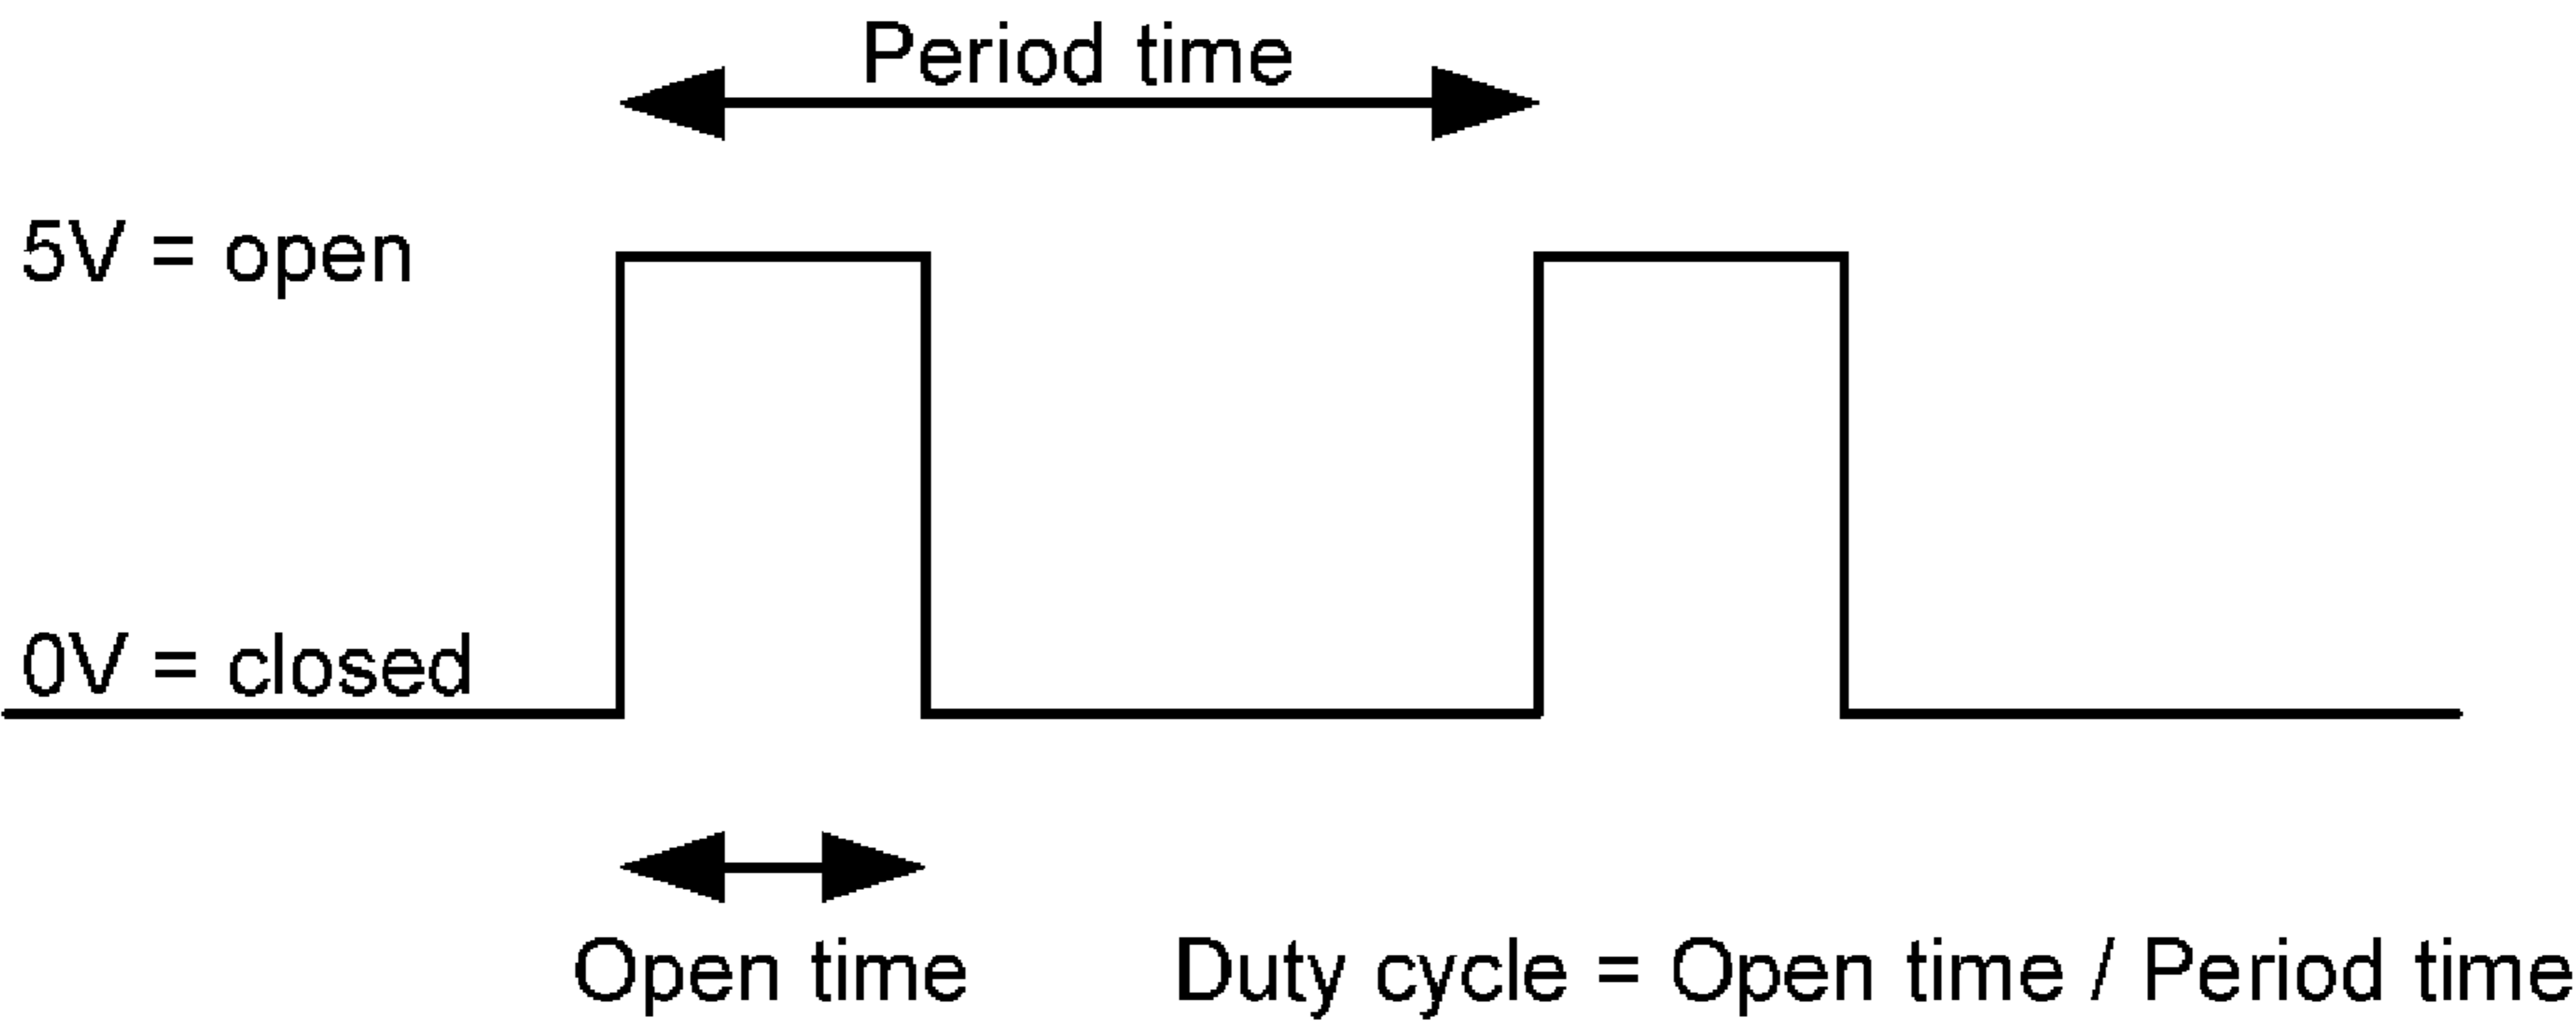 Period time
5V = open
0V = closed
Open time
Duty cycle = Open time / Period time